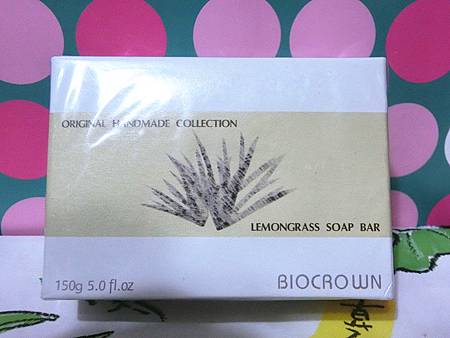 ORIGINAL HANDMADE COLLECTION
LEMONGRASS SOAP BAR
150g 5.0 fl.oz
BIOCROWN